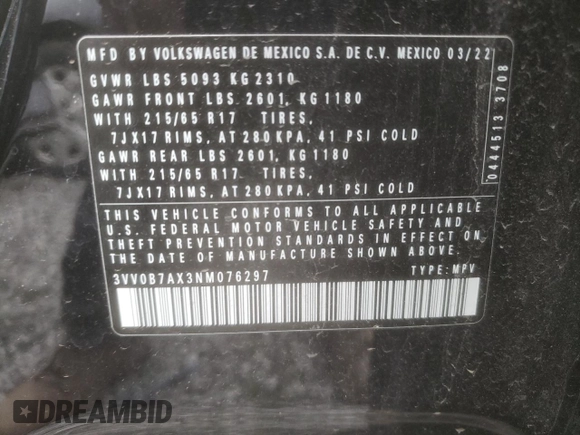 MFD BY VOLKSWAGEN DE MEXICO S.A. DE C.V. MEXICO 03/22
GVWR LBS 5093 KG 2310
GAWR FRONT LBS 2601, KG 1180
WITH 215/65 R17 TIRES,
7JX17 RIMS, AT 280 KPA, 41 PSI COLD
GAWR REAR LBS 2601, KG 1180
WITH 215/65 R17 TIRES,
7JX17 RIMS, AT 280 KPA, 41 PSI COLD
THIS VEHICLE CONFORMS TO ALL APPLICABLE
U.S. FEDERAL MOTOR VEHICLE SAFETY AND
THEFT PREVENTION STANDARDS IN EFFECT ON
THE DATE OF MANUFACTURE SHOWN ABOVE.
3VV0B7AX3NM076297 TYPE: MPV
0444513 3708
DREAMBID